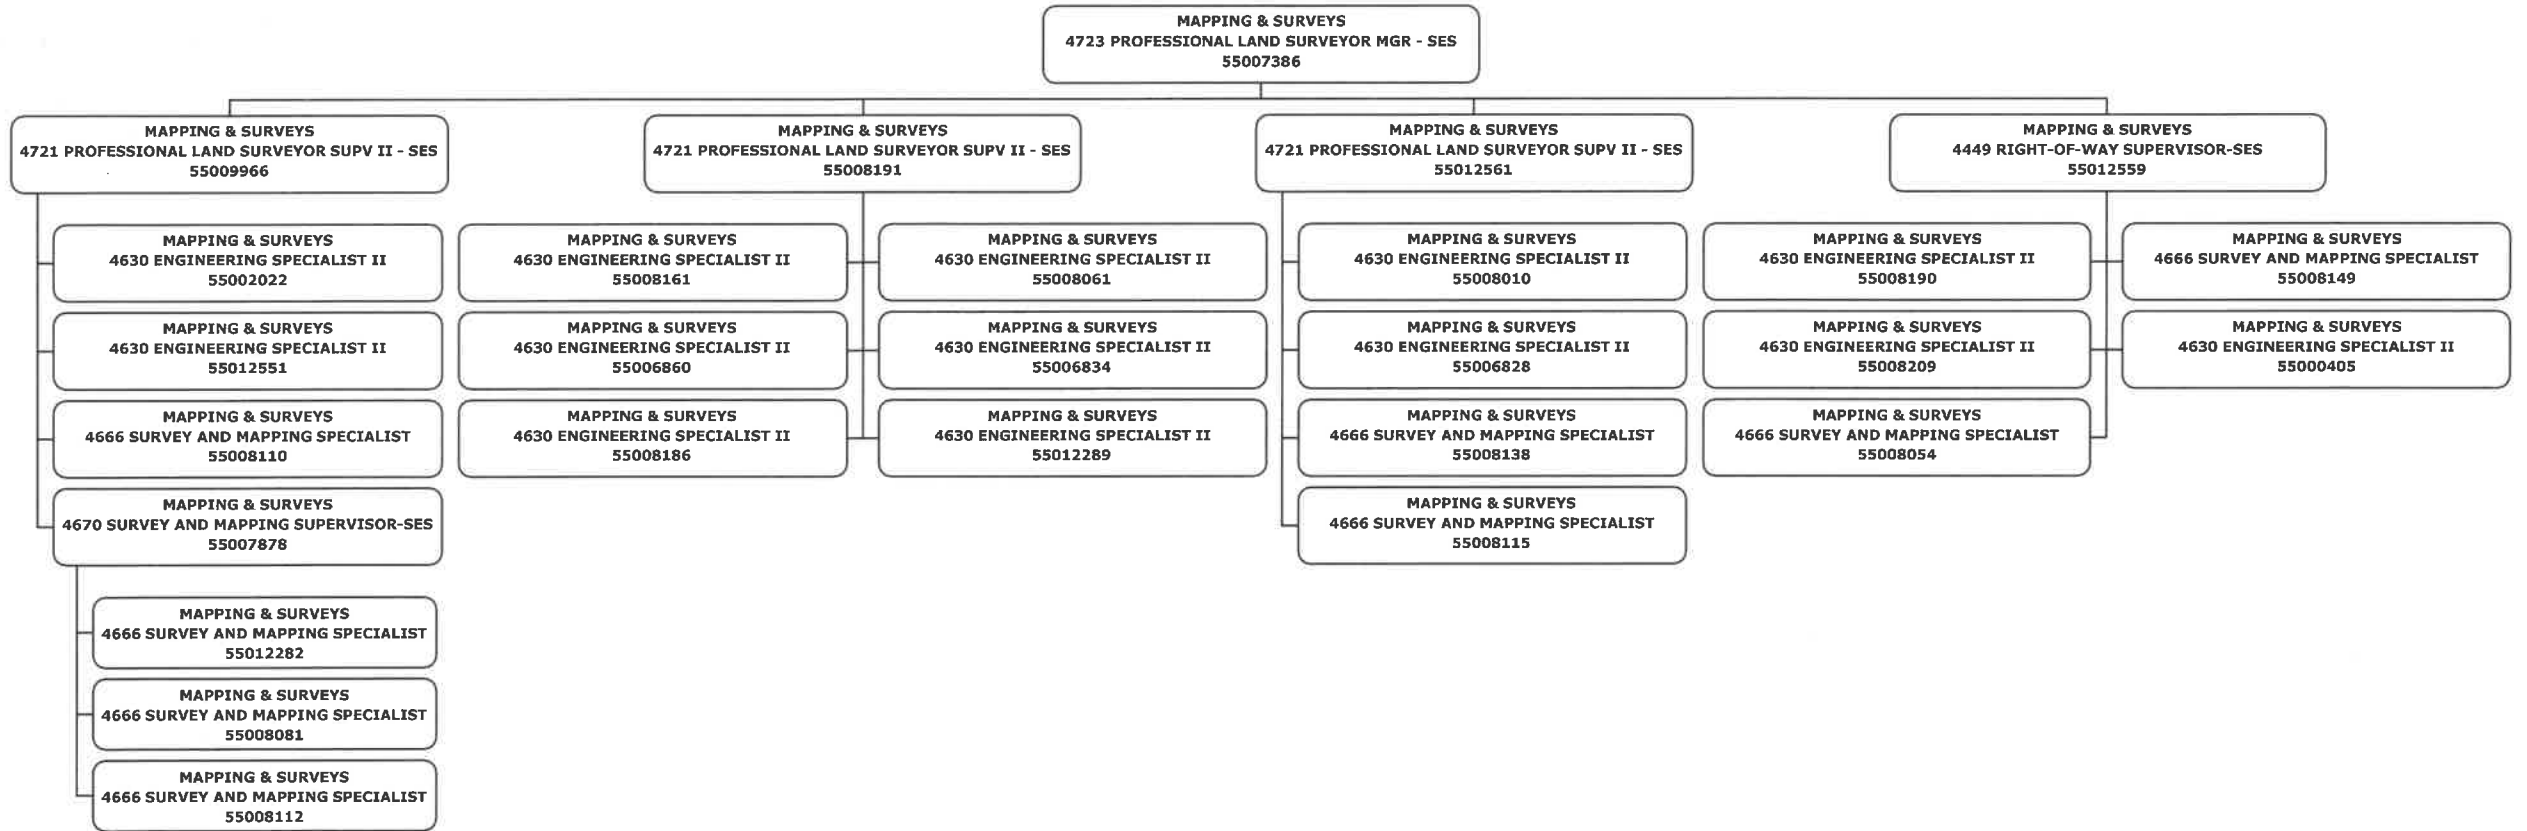 MAPPING & SURVEYS
4723 PROFESSIONAL LAND SURVEYOR MGR - SES
55007386
MAPPING & SURVEYS
4721 PROFESSIONAL LAND SURVEYOR SUPV II - SES
55009966
MAPPING & SURVEYS
4721 PROFESSIONAL LAND SURVEYOR SUPV II - SES
55008191
MAPPING & SURVEYS
4721 PROFESSIONAL LAND SURVEYOR SUPV II - SES
55012561
MAPPING & SURVEYS
4449 RIGHT-OF-WAY SUPERVISOR-SES
55012559
MAPPING & SURVEYS
4630 ENGINEERING SPECIALIST II
55002022
MAPPING & SURVEYS
4630 ENGINEERING SPECIALIST II
55012551
MAPPING & SURVEYS
4666 SURVEY AND MAPPING SPECIALIST
55008110
MAPPING & SURVEYS
4670 SURVEY AND MAPPING SUPERVISOR-SES
55007878
MAPPING & SURVEYS
4666 SURVEY AND MAPPING SPECIALIST
55012282
MAPPING & SURVEYS
4666 SURVEY AND MAPPING SPECIALIST
55008081
MAPPING & SURVEYS
4666 SURVEY AND MAPPING SPECIALIST
55008112
MAPPING & SURVEYS
4630 ENGINEERING SPECIALIST II
55008161
MAPPING & SURVEYS
4630 ENGINEERING SPECIALIST II
55008061
MAPPING & SURVEYS
4630 ENGINEERING SPECIALIST II
55006860
MAPPING & SURVEYS
4630 ENGINEERING SPECIALIST II
55006834
MAPPING & SURVEYS
4630 ENGINEERING SPECIALIST II
55008186
MAPPING & SURVEYS
4630 ENGINEERING SPECIALIST II
55012289
MAPPING & SURVEYS
4630 ENGINEERING SPECIALIST II
55008010
MAPPING & SURVEYS
4630 ENGINEERING SPECIALIST II
55006828
MAPPING & SURVEYS
4666 SURVEY AND MAPPING SPECIALIST
55008138
MAPPING & SURVEYS
4666 SURVEY AND MAPPING SPECIALIST
55008115
MAPPING & SURVEYS
4630 ENGINEERING SPECIALIST II
55008190
MAPPING & SURVEYS
4666 SURVEY AND MAPPING SPECIALIST
55008149
MAPPING & SURVEYS
4630 ENGINEERING SPECIALIST II
55008209
MAPPING & SURVEYS
4630 ENGINEERING SPECIALIST II
55000405
MAPPING & SURVEYS
4666 SURVEY AND MAPPING SPECIALIST
55008054